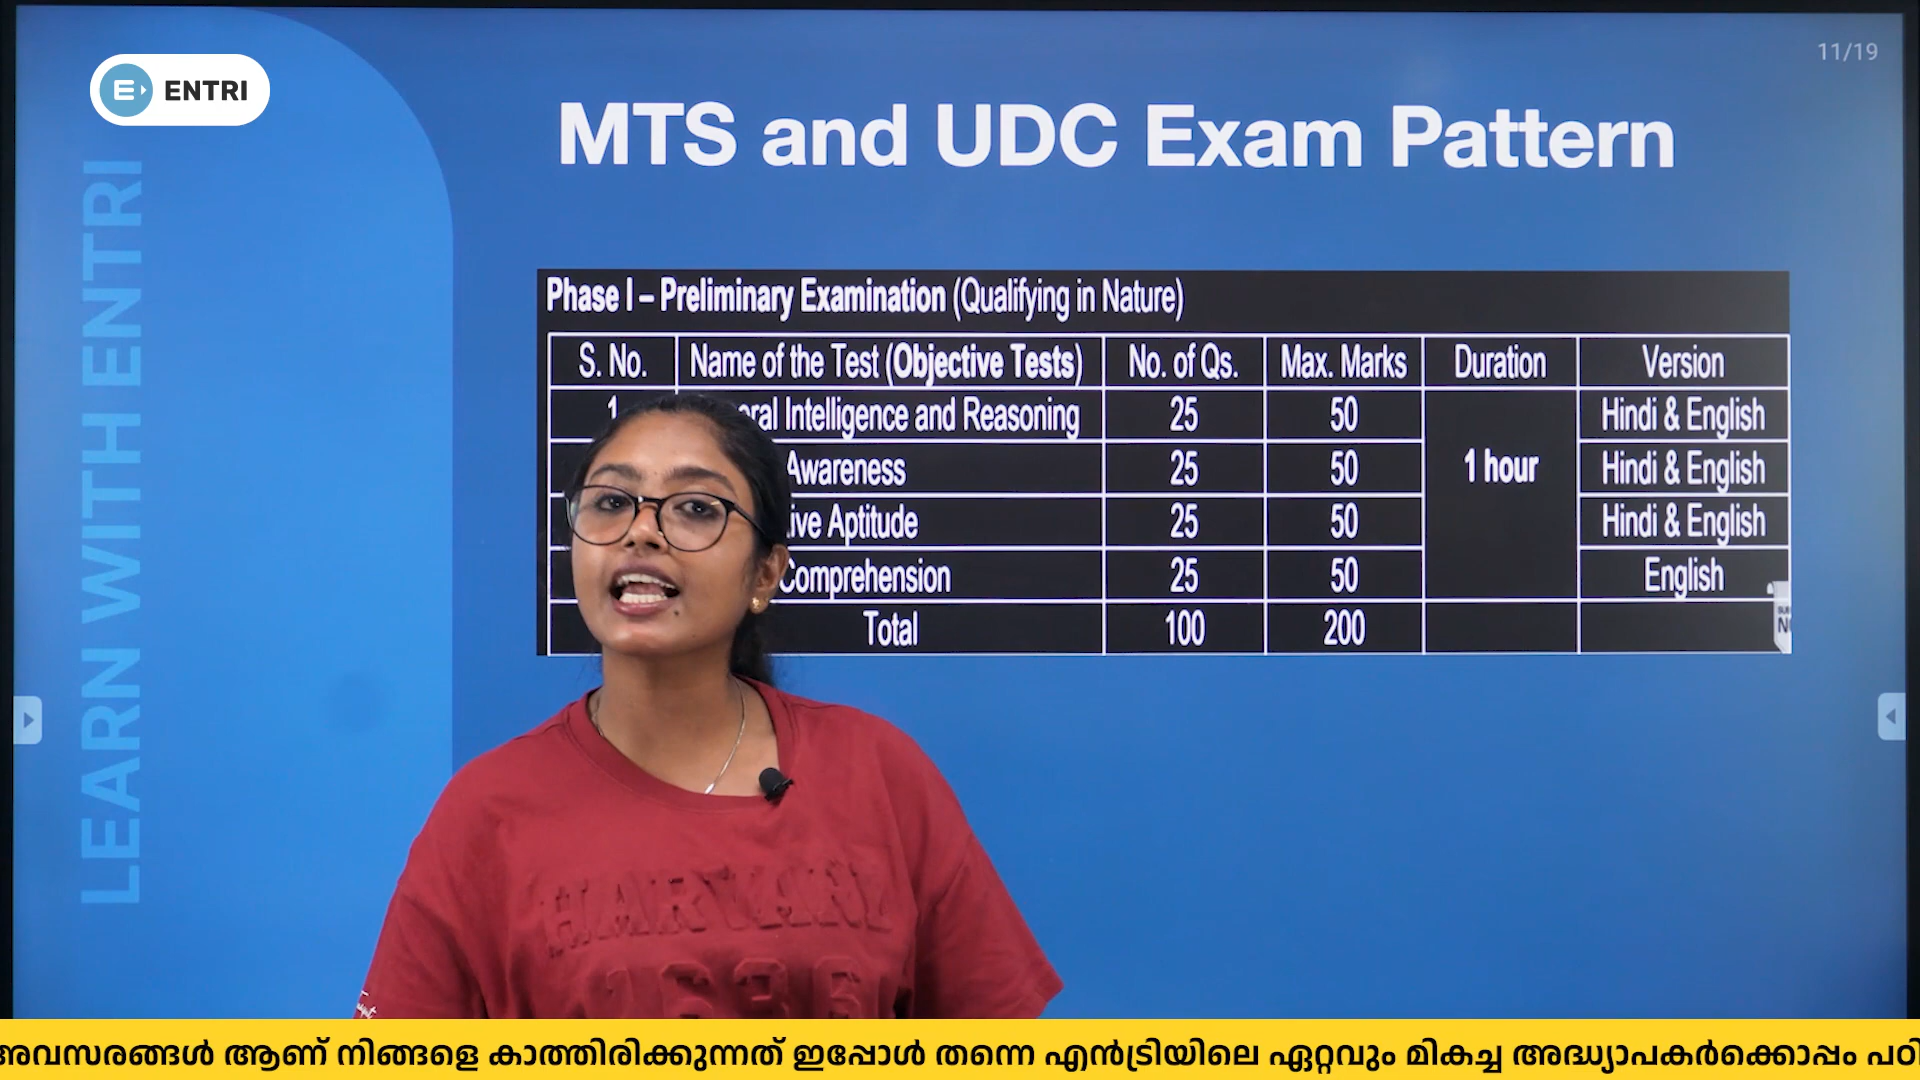 11/19
ENTRI
MTS and UDC Exam Pattern
LEARN WITH ENTRI
Phase I – Preliminary Examination (Qualifying in Nature)
S. No. Name of the Test (Objective Tests) No. of Qs. Max. Marks Duration Version
1 Intelligence and Reasoning 25 50 Hindi & English
Awareness 25 50 1 hour Hindi & English
Aptitude 25 50 Hindi & English
Comprehension 25 50 English
Total 100 200
HARVARD
1636
അവസരങ്ങൾ ആണ് നിങ്ങളെ കാത്തിരിക്കുന്നത് ഇപ്പോൾ തന്നെ എൻട്രിയിലെ ഏറ്റവും മികച്ച അദ്ധ്യാപകർക്കൊപ്പം